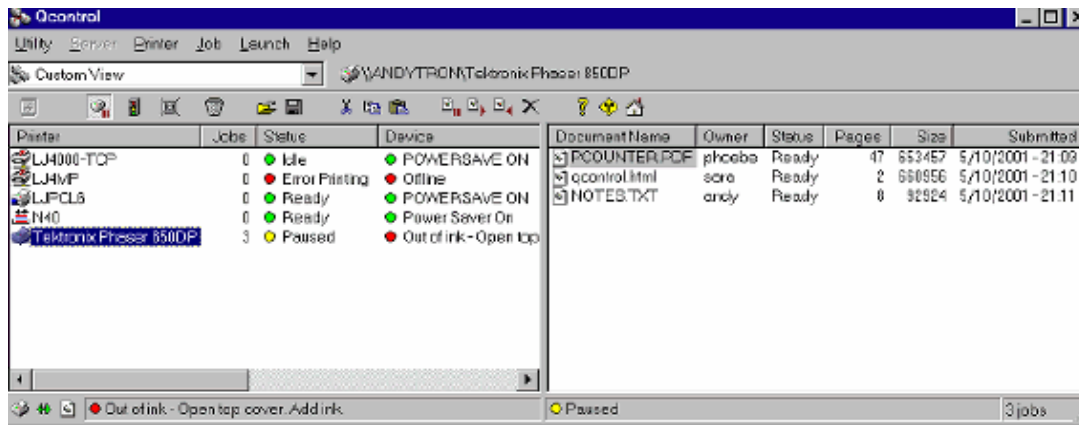 Qcontrol
Utility Server Printer Job Launch Help
Custom View \\ANDYTRON\Tektronix Phaser 850DP
Printer Jobs Status Device
LJ4000-TCP 0 Idle POWERSAVE ON
LJ4MP 0 Error Printing Offline
LJPCL6 0 Ready POWERSAVE ON
N40 0 Ready Power Saver On
Tektronix Phaser 850DP 3 Paused Out of ink - Open top
Document Name Owner Status Pages Size Submitted
PCOUNTER.PDF phoebe Ready 47 653457 5/10/2001 - 21:09
qcontrol.html sara Ready 2 660956 5/10/2001 - 21:10
NOTES.TXT andy Ready 8 92924 5/10/2001 - 21:11
Out of ink - Open top cover. Add ink. Paused 3 jobs